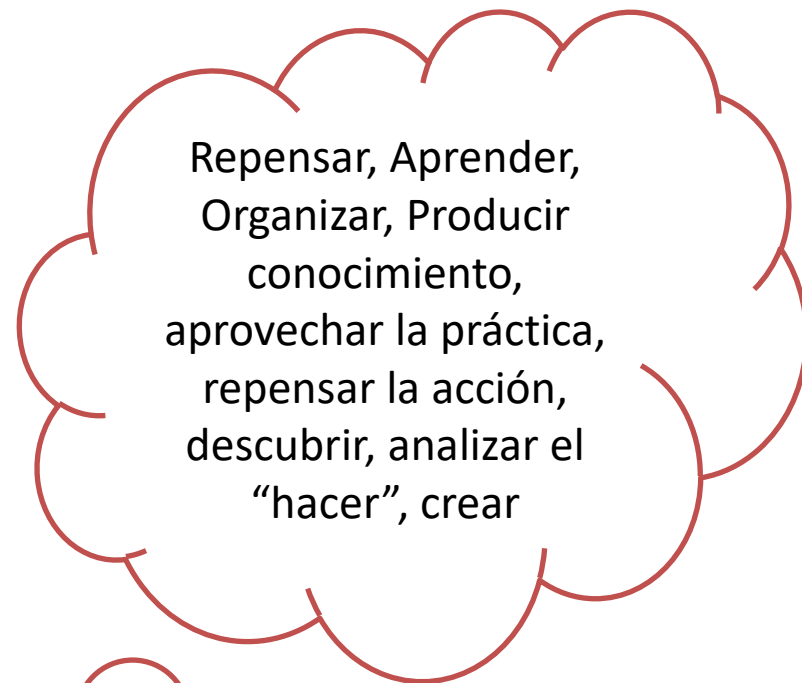 Repensar, Aprender,
Organizar, Producir
conocimiento,
aprovechar la práctica,
repensar la acción,
descubrir, analizar el
“hacer”, crear